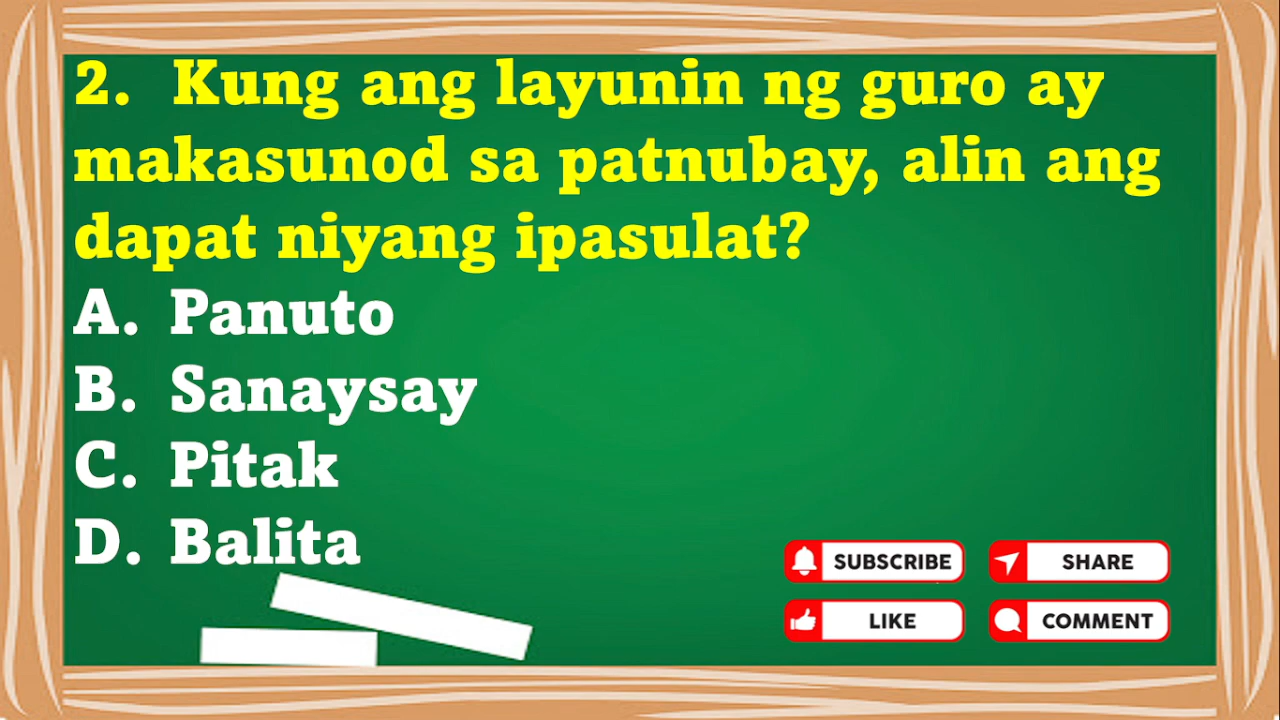 2. Kung ang layunin ng guro ay
makasunod sa patnubay, alin ang
dapat niyang ipasulat?
A. Panuto
B. Sanaysay
C. Pitak
D. Balita
SUBSCRIBE
SHARE
LIKE
COMMENT